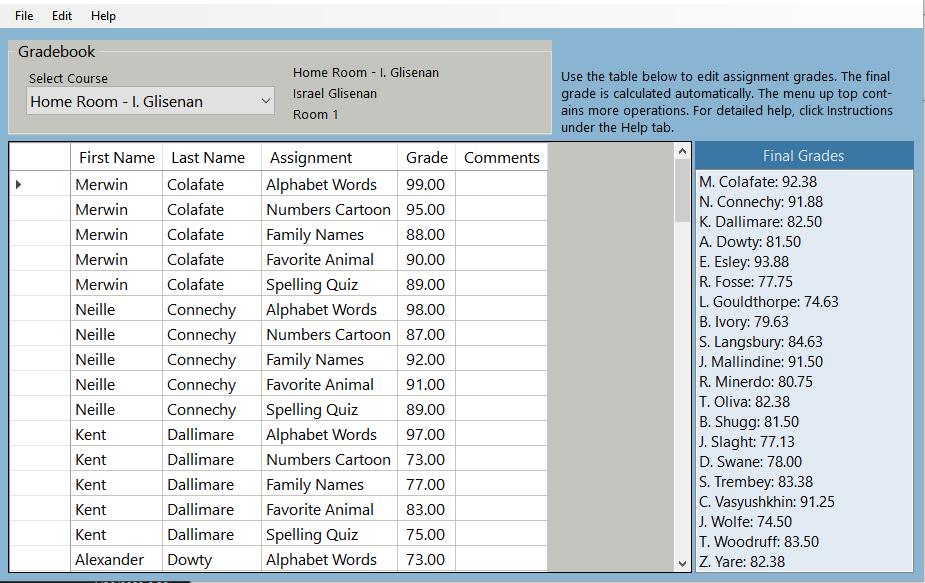 File Edit Help
Gradebook
Select Course
Home Room - I. Glisenan
Home Room - I. Glisenan
Israel Glisenan
Room 1
Use the table below to edit assignment grades. The final
grade is calculated automatically. The menu up top cont-
ains more operations. For detailed help, click Instructions
under the Help tab.
First Name Last Name Assignment Grade Comments
Merwin Colafate Alphabet Words 99.00
Merwin Colafate Numbers Cartoon 95.00
Merwin Colafate Family Names 88.00
Merwin Colafate Favorite Animal 90.00
Merwin Colafate Spelling Quiz 89.00
Neille Connechy Alphabet Words 98.00
Neille Connechy Numbers Cartoon 87.00
Neille Connechy Family Names 92.00
Neille Connechy Favorite Animal 91.00
Neille Connechy Spelling Quiz 89.00
Kent Dallimare Alphabet Words 97.00
Kent Dallimare Numbers Cartoon 73.00
Kent Dallimare Family Names 77.00
Kent Dallimare Favorite Animal 83.00
Kent Dallimare Spelling Quiz 75.00
Alexander Dowty Alphabet Words 73.00
Final Grades
M. Colafate: 92.38
N. Connechy: 91.88
K. Dallimare: 82.50
A. Dowty: 81.50
E. Esley: 93.88
R. Fosse: 77.75
L. Gouldthorpe: 74.63
B. Ivory: 79.63
S. Langsbury: 84.63
J. Mallindine: 91.50
R. Minerdo: 80.75
T. Oliva: 82.38
B. Shugg: 81.50
J. Slaght: 77.13
D. Swane: 78.00
S. Trembey: 83.38
C. Vasyushkhin: 91.25
J. Wolfe: 74.50
T. Woodruff: 83.50
Z. Yare: 82.38